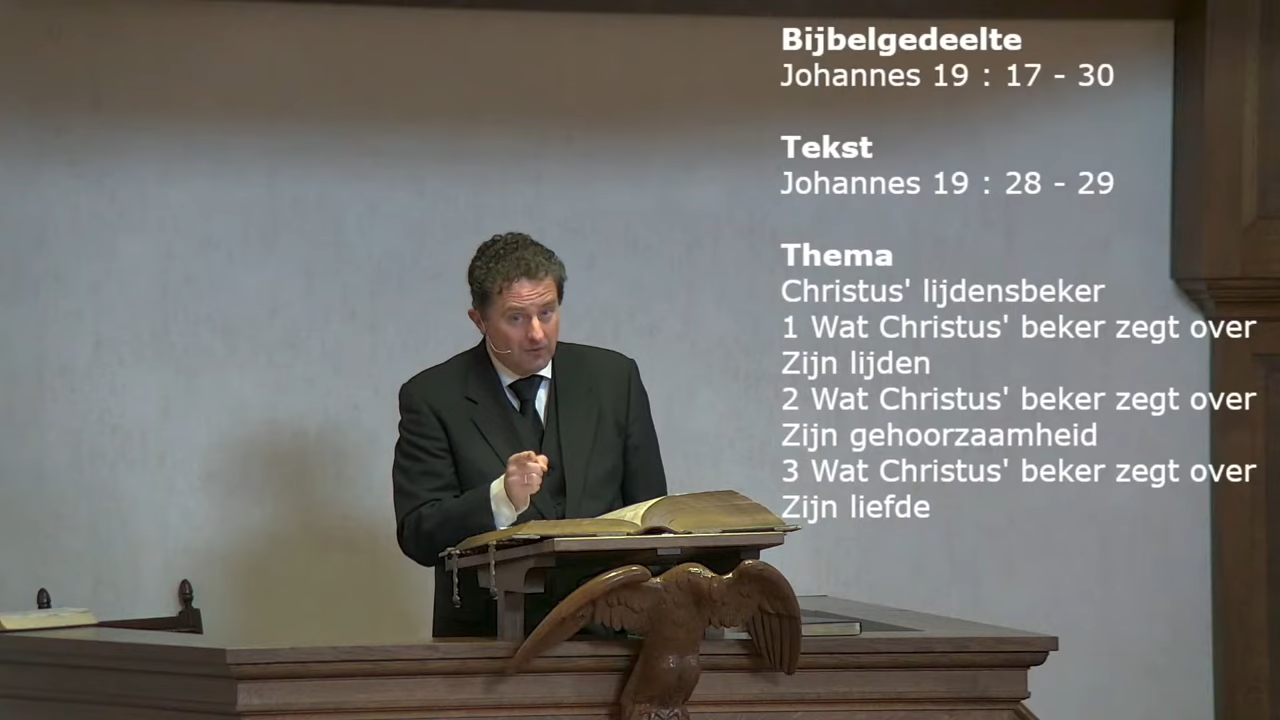 Bijbelgedeelte
Johannes 19 : 17 - 30
Tekst
Johannes 19 : 28 - 29
Thema
Christus' lijdensbeker
1 Wat Christus' beker zegt over
Zijn lijden
2 Wat Christus' beker zegt over
Zijn gehoorzaamheid
3 Wat Christus' beker zegt over
Zijn liefde